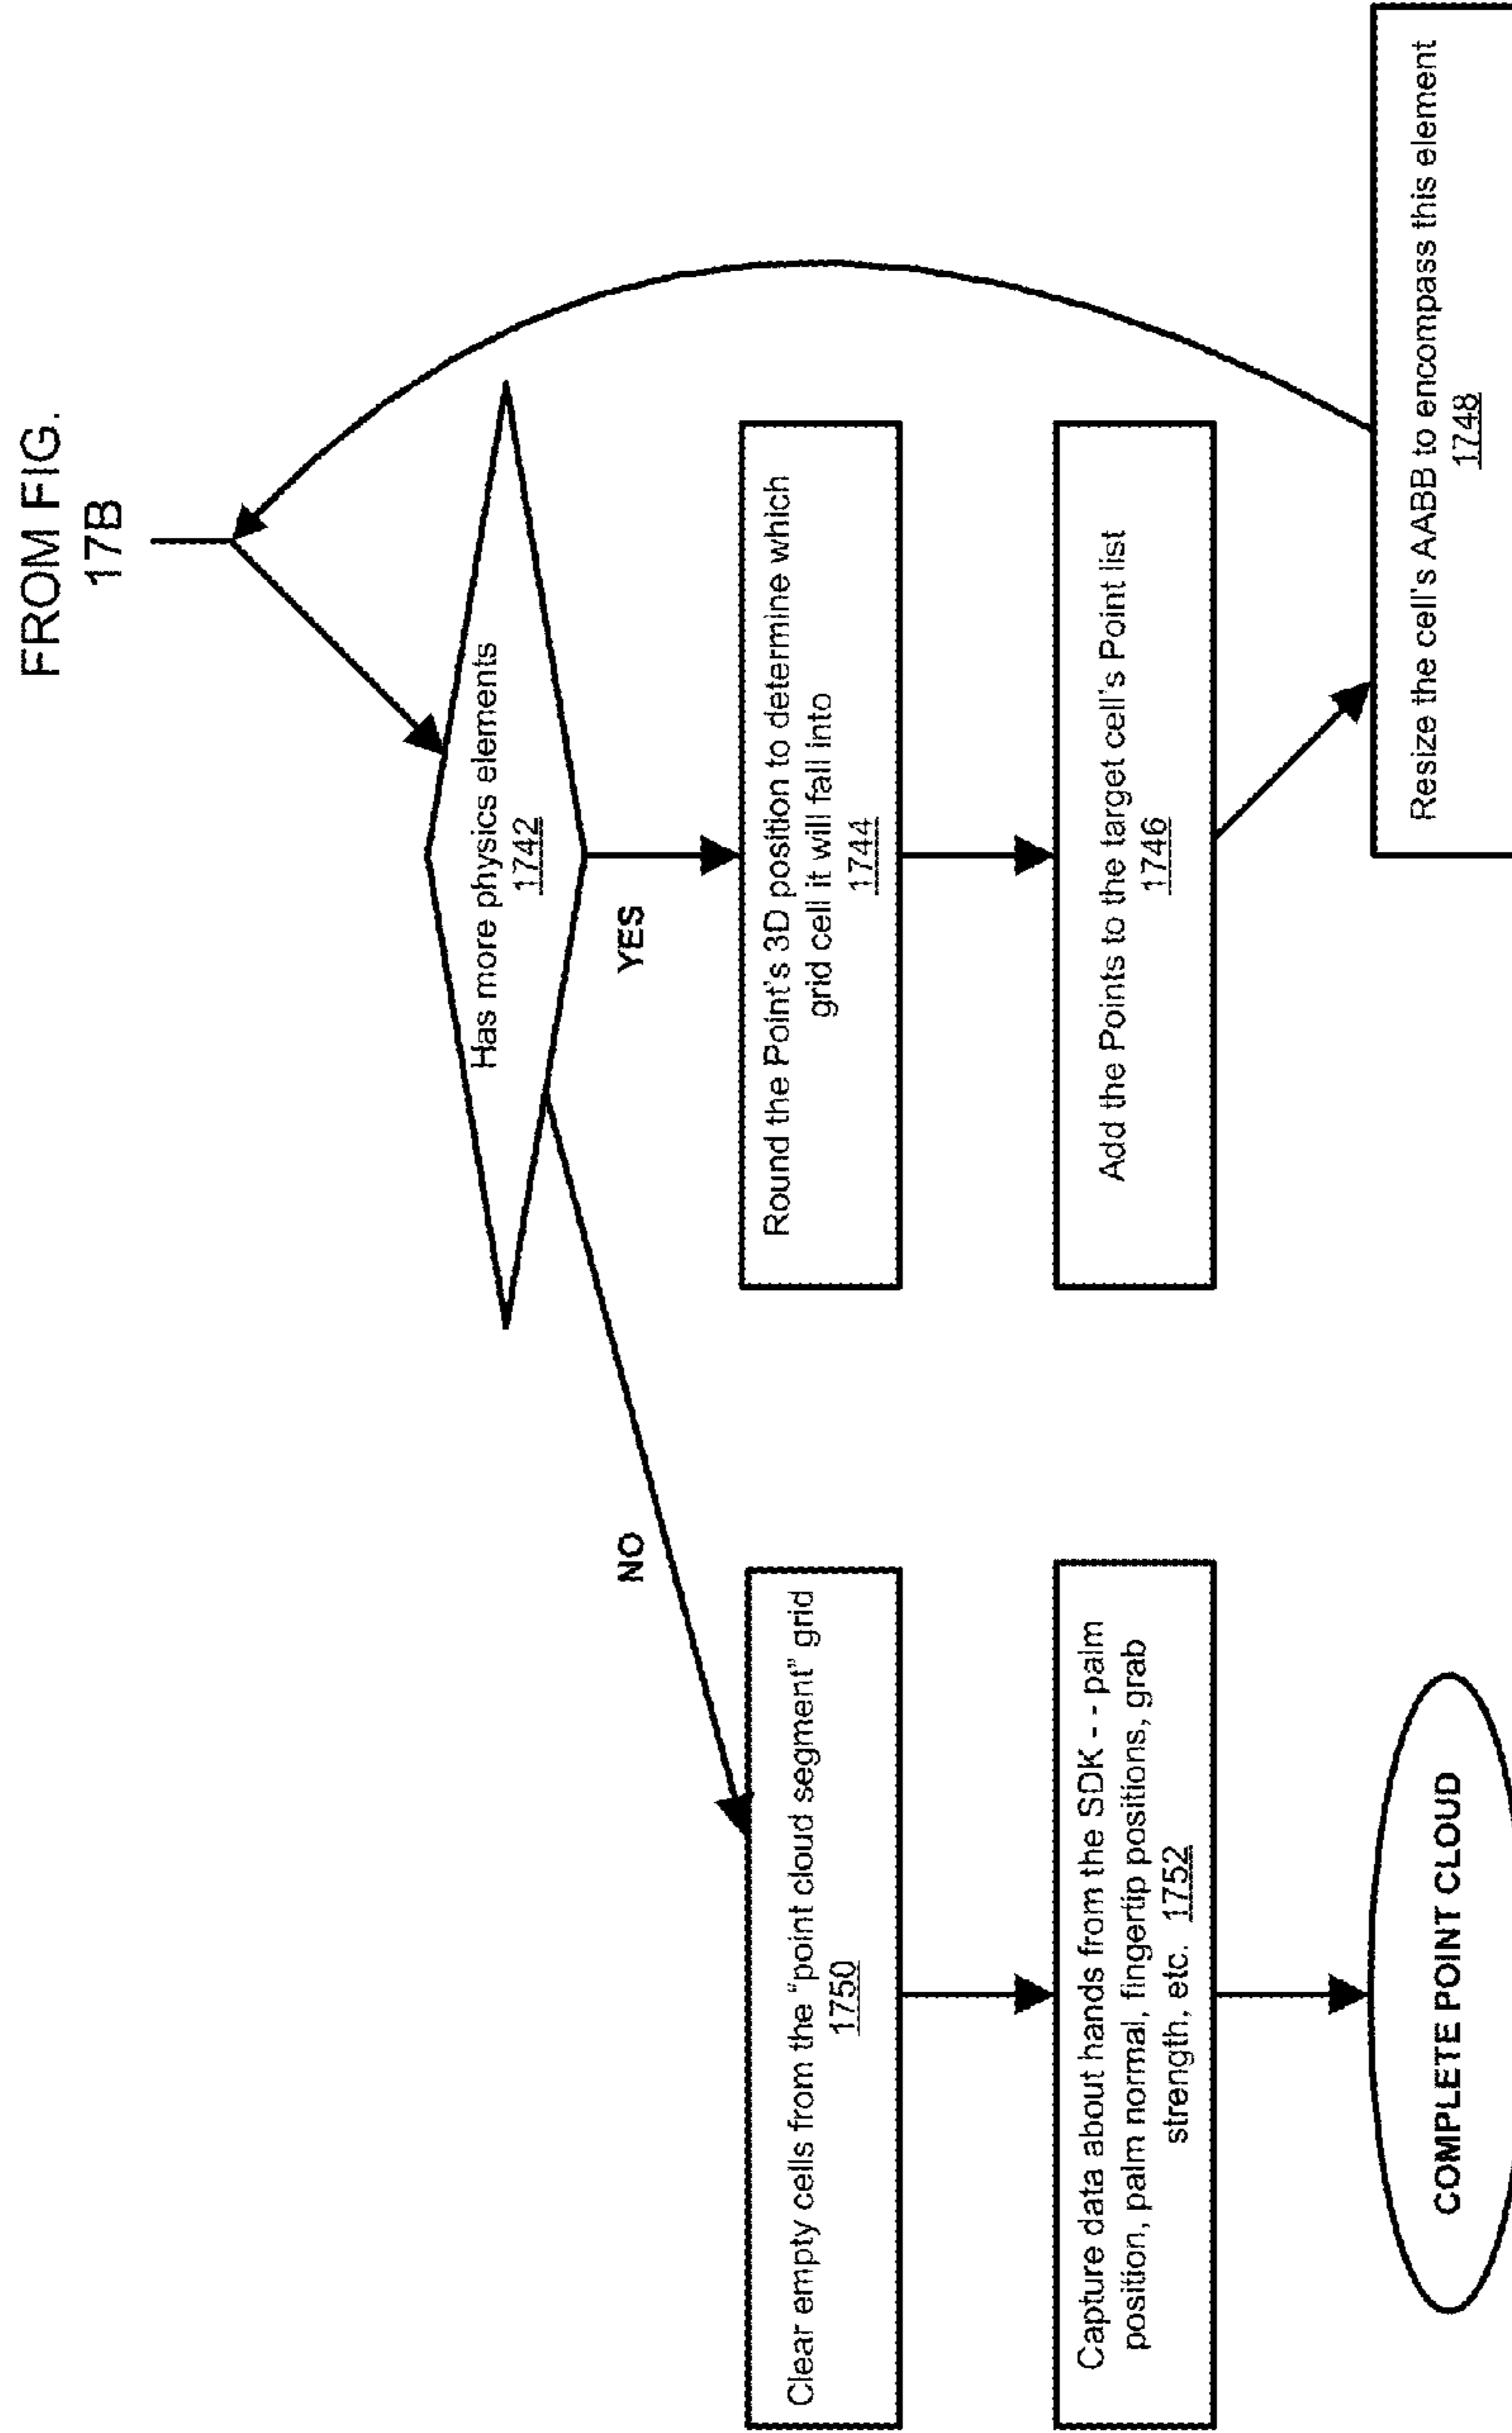 FROM FIG.
17B
Has more physics elements
1742
YES
NO
Round the Point's 3D position to determine which
grid cell it will fall into
1744
Add the Points to the target cell's Point list
1746
Resize the cell's AABB to encompass this element
1748
Clear empty cells from the "point cloud segment" grid
1750
Capture data about hands from the SDK - - palm
position, palm normal, fingertip positions, grab
strength, etc. 1752
COMPLETE POINT CLOUD